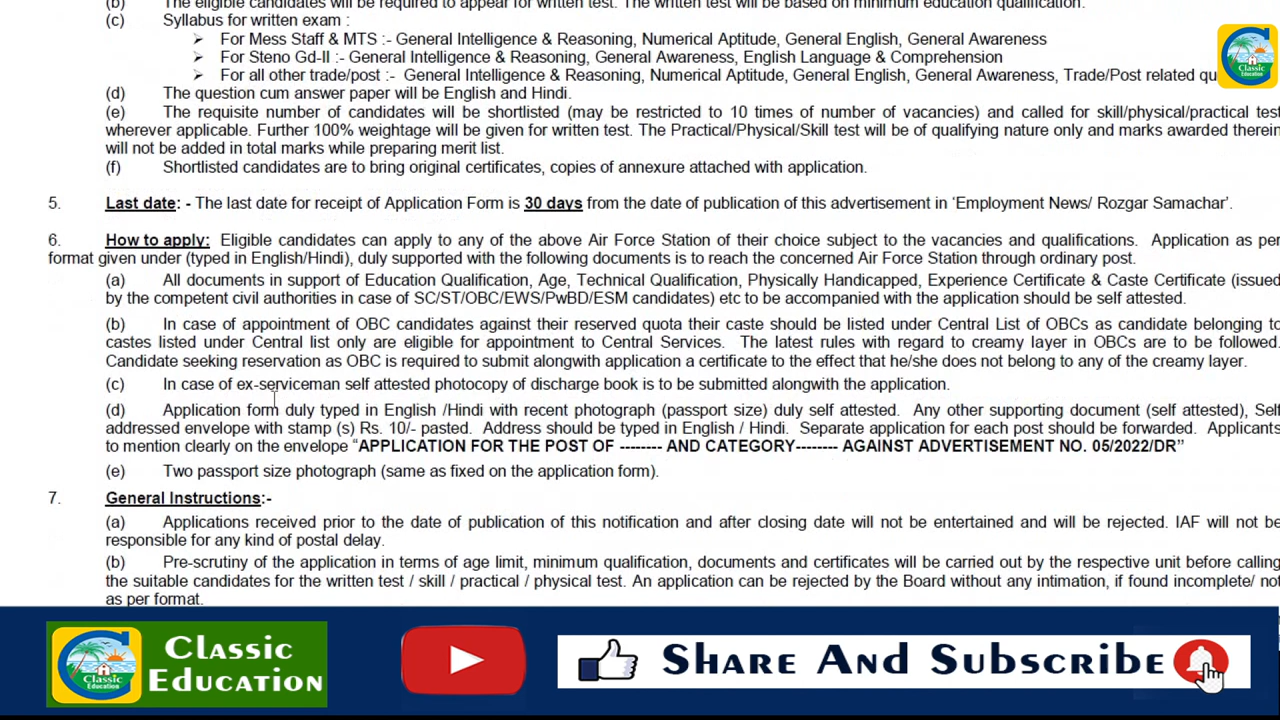 (b) The eligible candidates will be required to appear for written test. The written test will be based on minimum education qualification.
(c) Syllabus for written exam :
➢ For Mess Staff & MTS :- General Intelligence & Reasoning, Numerical Aptitude, General English, General Awareness
➢ For Steno Gd-II :- General Intelligence & Reasoning, General Awareness, English Language & Comprehension
➢ For all other trade/post :- General Intelligence & Reasoning, Numerical Aptitude, General English, General Awareness, Trade/Post related
(d) The question cum answer paper will be English and Hindi.
(e) The requisite number of candidates will be shortlisted (may be restricted to 10 times of number of vacancies) and called for skill/physical/practical test
wherever applicable. Further 100% weightage will be given for written test. The Practical/Physical/Skill test will be of qualifying nature only and marks awarded therein
will not be added in total marks while preparing merit list.
(f) Shortlisted candidates are to bring original certificates, copies of annexure attached with application.
5. Last date: - The last date for receipt of Application Form is 30 days from the date of publication of this advertisement in 'Employment News/ Rozgar Samachar'.
6. How to apply: Eligible candidates can apply to any of the above Air Force Station of their choice subject to the vacancies and qualifications. Application as per
format given under (typed in English/Hindi), duly supported with the following documents is to reach the concerned Air Force Station through ordinary post.
(a) All documents in support of Education Qualification, Age, Technical Qualification, Physically Handicapped, Experience Certificate & Caste Certificate (issued
by the competent civil authorities in case of SC/ST/OBC/EWS/PwBD/ESM candidates) etc to be accompanied with the application should be self attested.
(b) In case of appointment of OBC candidates against their reserved quota their caste should be listed under Central List of OBCs as candidate belonging to
castes listed under Central list only are eligible for appointment to Central Services. The latest rules with regard to creamy layer in OBCs are to be followed.
Candidate seeking reservation as OBC is required to submit alongwith application a certificate to the effect that he/she does not belong to any of the creamy layer.
(c) In case of ex-serviceman self attested photocopy of discharge book is to be submitted alongwith the application.
(d) Application form duly typed in English /Hindi with recent photograph (passport size) duly self attested. Any other supporting document (self attested), Self
addressed envelope with stamp (s) Rs. 10/- pasted. Address should be typed in English / Hindi. Separate application for each post should be forwarded. Applicants
to mention clearly on the envelope "APPLICATION FOR THE POST OF -------- AND CATEGORY-------- AGAINST ADVERTISEMENT NO. 05/2022/DR"
(e) Two passport size photograph (same as fixed on the application form).
7. General Instructions:-
(a) Applications received prior to the date of publication of this notification and after closing date will not be entertained and will be rejected. IAF will not be
responsible for any kind of postal delay.
(b) Pre-scrutiny of the application in terms of age limit, minimum qualification, documents and certificates will be carried out by the respective unit before calling
the suitable candidates for the written test / skill / practical / physical test. An application can be rejected by the Board without any intimation, if found incomplete/ not
as per format.
Classic Education
Classic
Education
Classic
Education
Share And Subscribe